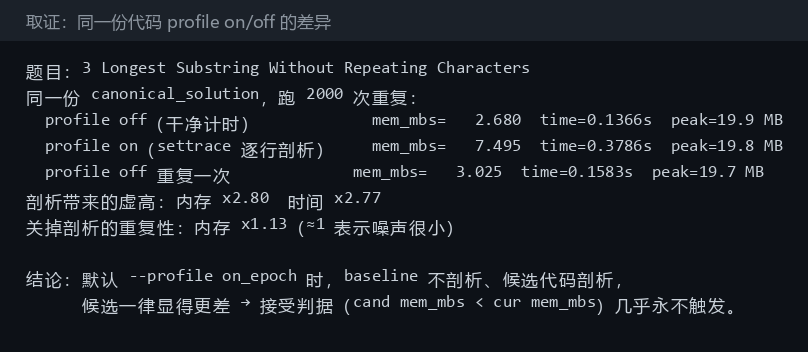 取证：同一份代码 profile on/off 的差异
题目：3 Longest Substring Without Repeating Characters
同一份 canonical_solution，跑 2000 次重复：
profile off（干净计时） mem_mbs= 2.680 time=0.1366s peak=19.9 MB
profile on（settrace 逐行剖析） mem_mbs= 7.495 time=0.3786s peak=19.8 MB
profile off 重复一次 mem_mbs= 3.025 time=0.1583s peak=19.7 MB
剖析带来的虚高：内存 x2.80 时间 x2.77
关掉剖析的重复性：内存 x1.13（≈1 表示噪声很小）
结论：默认 --profile on_epoch 时，baseline 不剖析、候选代码剖析，
候选一律显得更差 → 接受判据（cand mem_mbs < cur mem_mbs）几乎永不触发。